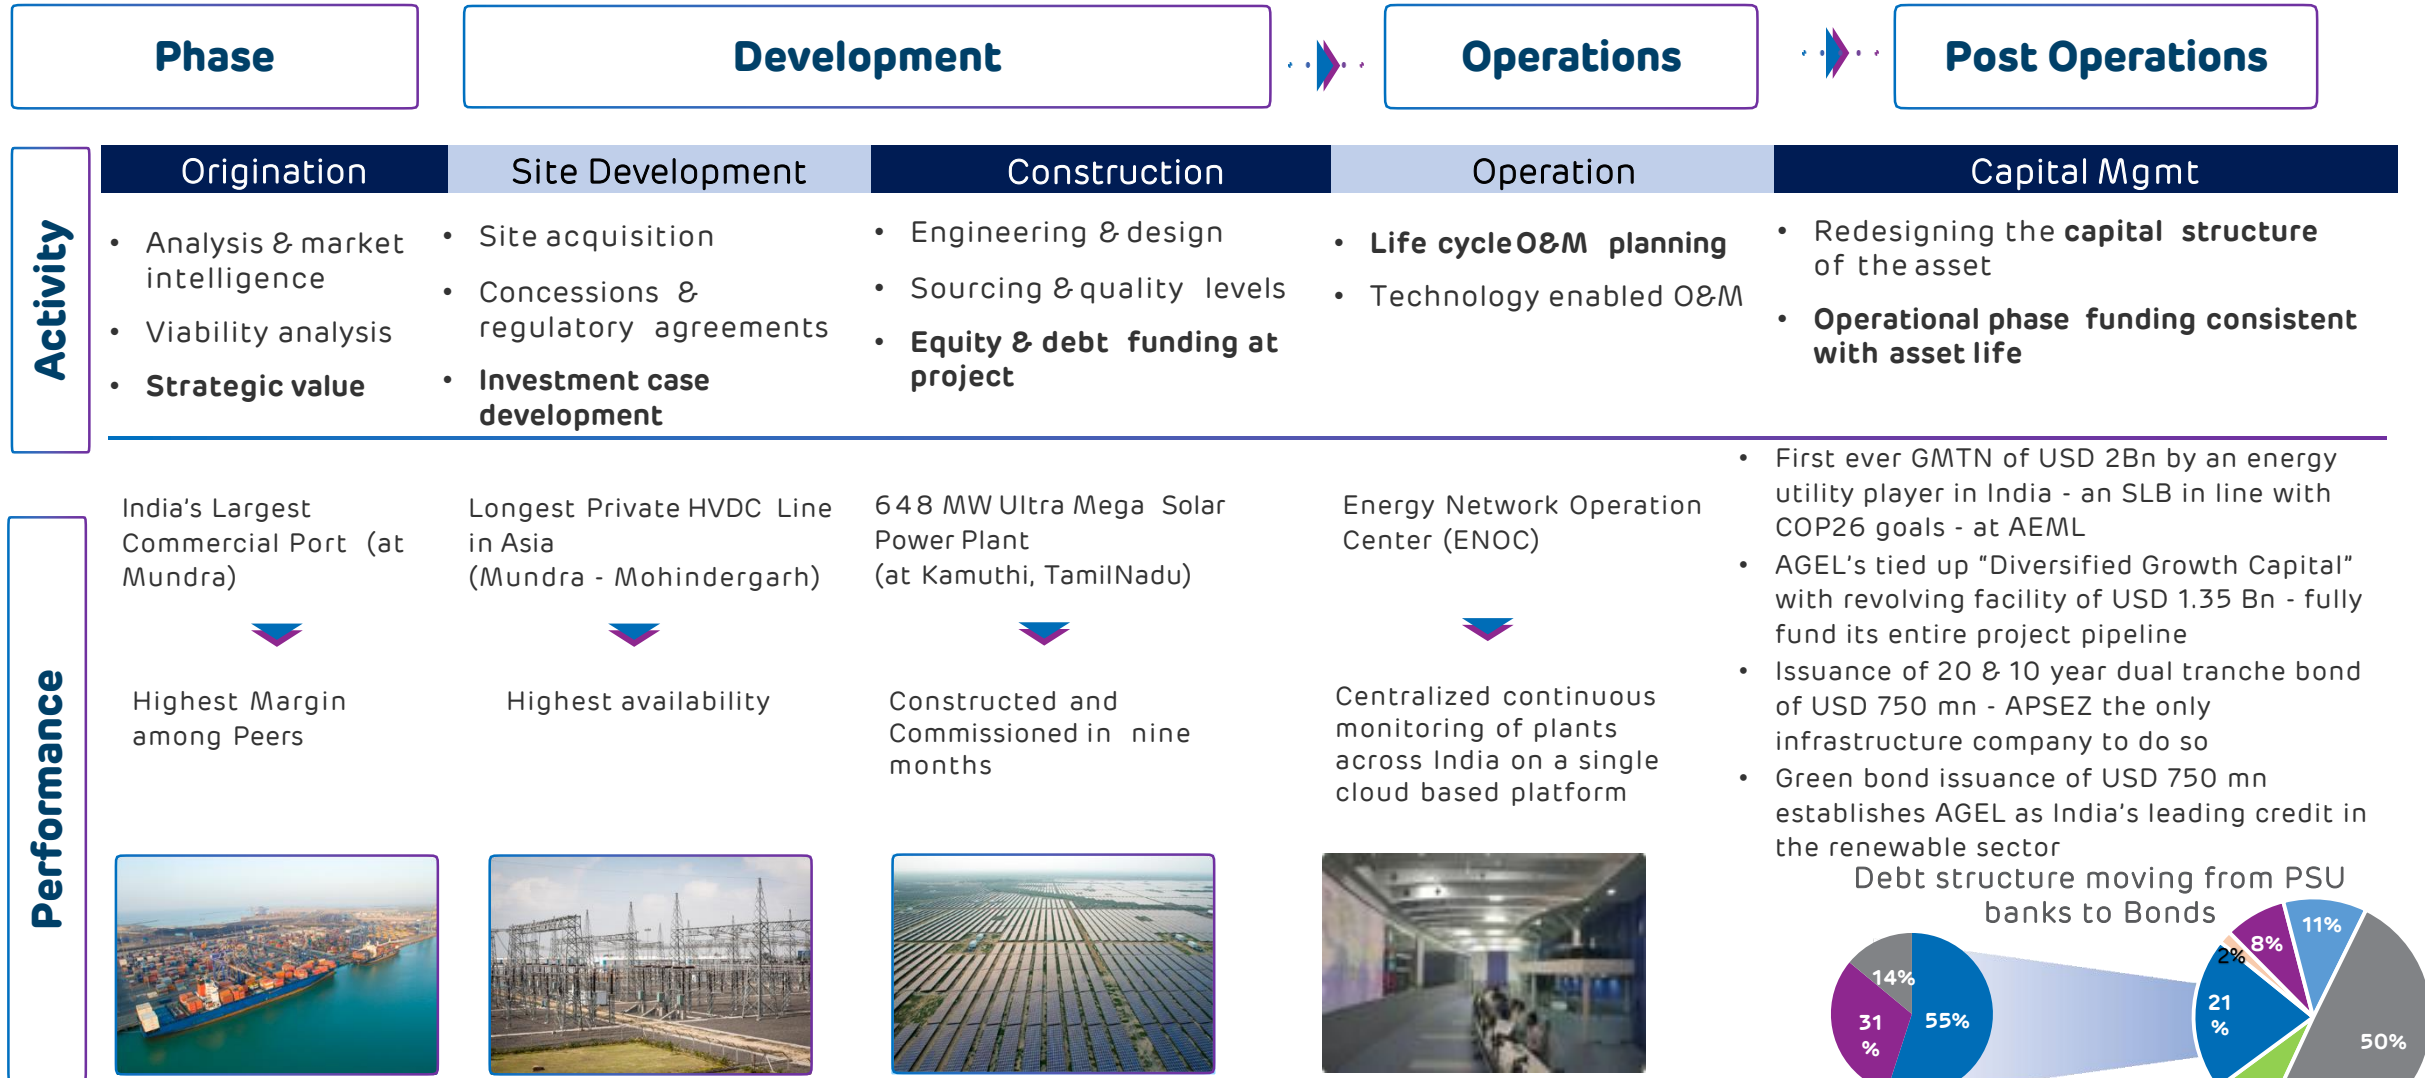 Phase
Development
Operations
Post Operations
Activity
Origination
Site Development
Construction
Operation
Capital Mgmt
• Analysis & market
intelligence
• Viability analysis
• Strategic value
• Site acquisition
• Concessions &
regulatory agreements
• Investment case
development
• Engineering & design
• Sourcing & quality levels
• Equity & debt funding at
project
• Life cycle O&M planning
• Technology enabled O&M
• Redesigning the capital structure
of the asset
• Operational phase funding consistent
with asset life
Performance
India's Largest
Commercial Port (at
Mundra)
Highest Margin
among Peers
Longest Private HVDC Line
in Asia
(Mundra - Mohindergarh)
Highest availability
648 MW Ultra Mega Solar
Power Plant
(at Kamuthi, TamilNadu)
Constructed and
Commissioned in nine
months
Energy Network Operation
Center (ENOC)
Centralized continuous
monitoring of plants
across India on a single
cloud based platform
• First ever GMTN of USD 2Bn by an energy
utility player in India - an SLB in line with
COP26 goals - at AEML
• AGEL's tied up “Diversified Growth Capital”
with revolving facility of USD 1.35 Bn - fully
fund its entire project pipeline
• Issuance of 20 & 10 year dual tranche bond
of USD 750 mn - APSEZ the only
infrastructure company to do so
• Green bond issuance of USD 750 mn
establishes AGEL as India's leading credit in
the renewable sector
Debt structure moving from PSU
banks to Bonds
14%
31
%
55%
2%
8%
11%
21
%
50%